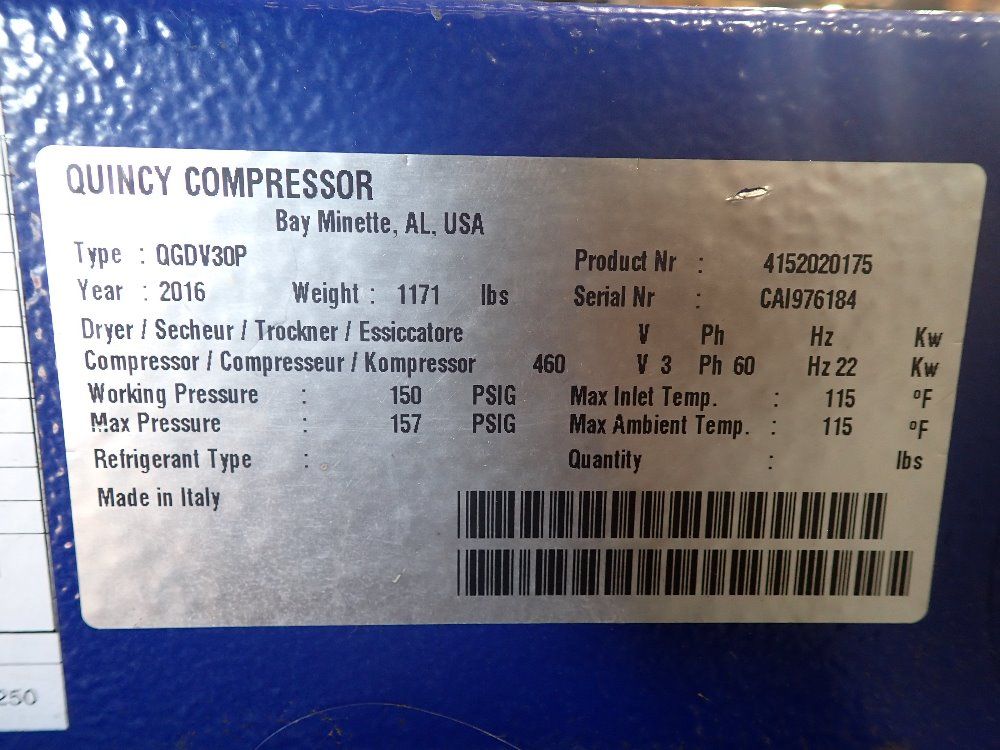 QUINCY COMPRESSOR
Bay Minette, AL, USA
Type : QGDV30P Product Nr : 4152020175
Year : 2016 Weight : 1171 lbs Serial Nr : CAI976184
Dryer / Secheur / Trockner / Essiccatore V Ph Hz Kw
Compressor / Compresseur / Kompressor 460 V 3 Ph 60 Hz 22 Kw
Working Pressure : 150 PSIG Max Inlet Temp. : 115 ºF
Max Pressure : 157 PSIG Max Ambient Temp. : 115 ºF
Refrigerant Type : Quantity : lbs
Made in Italy
250